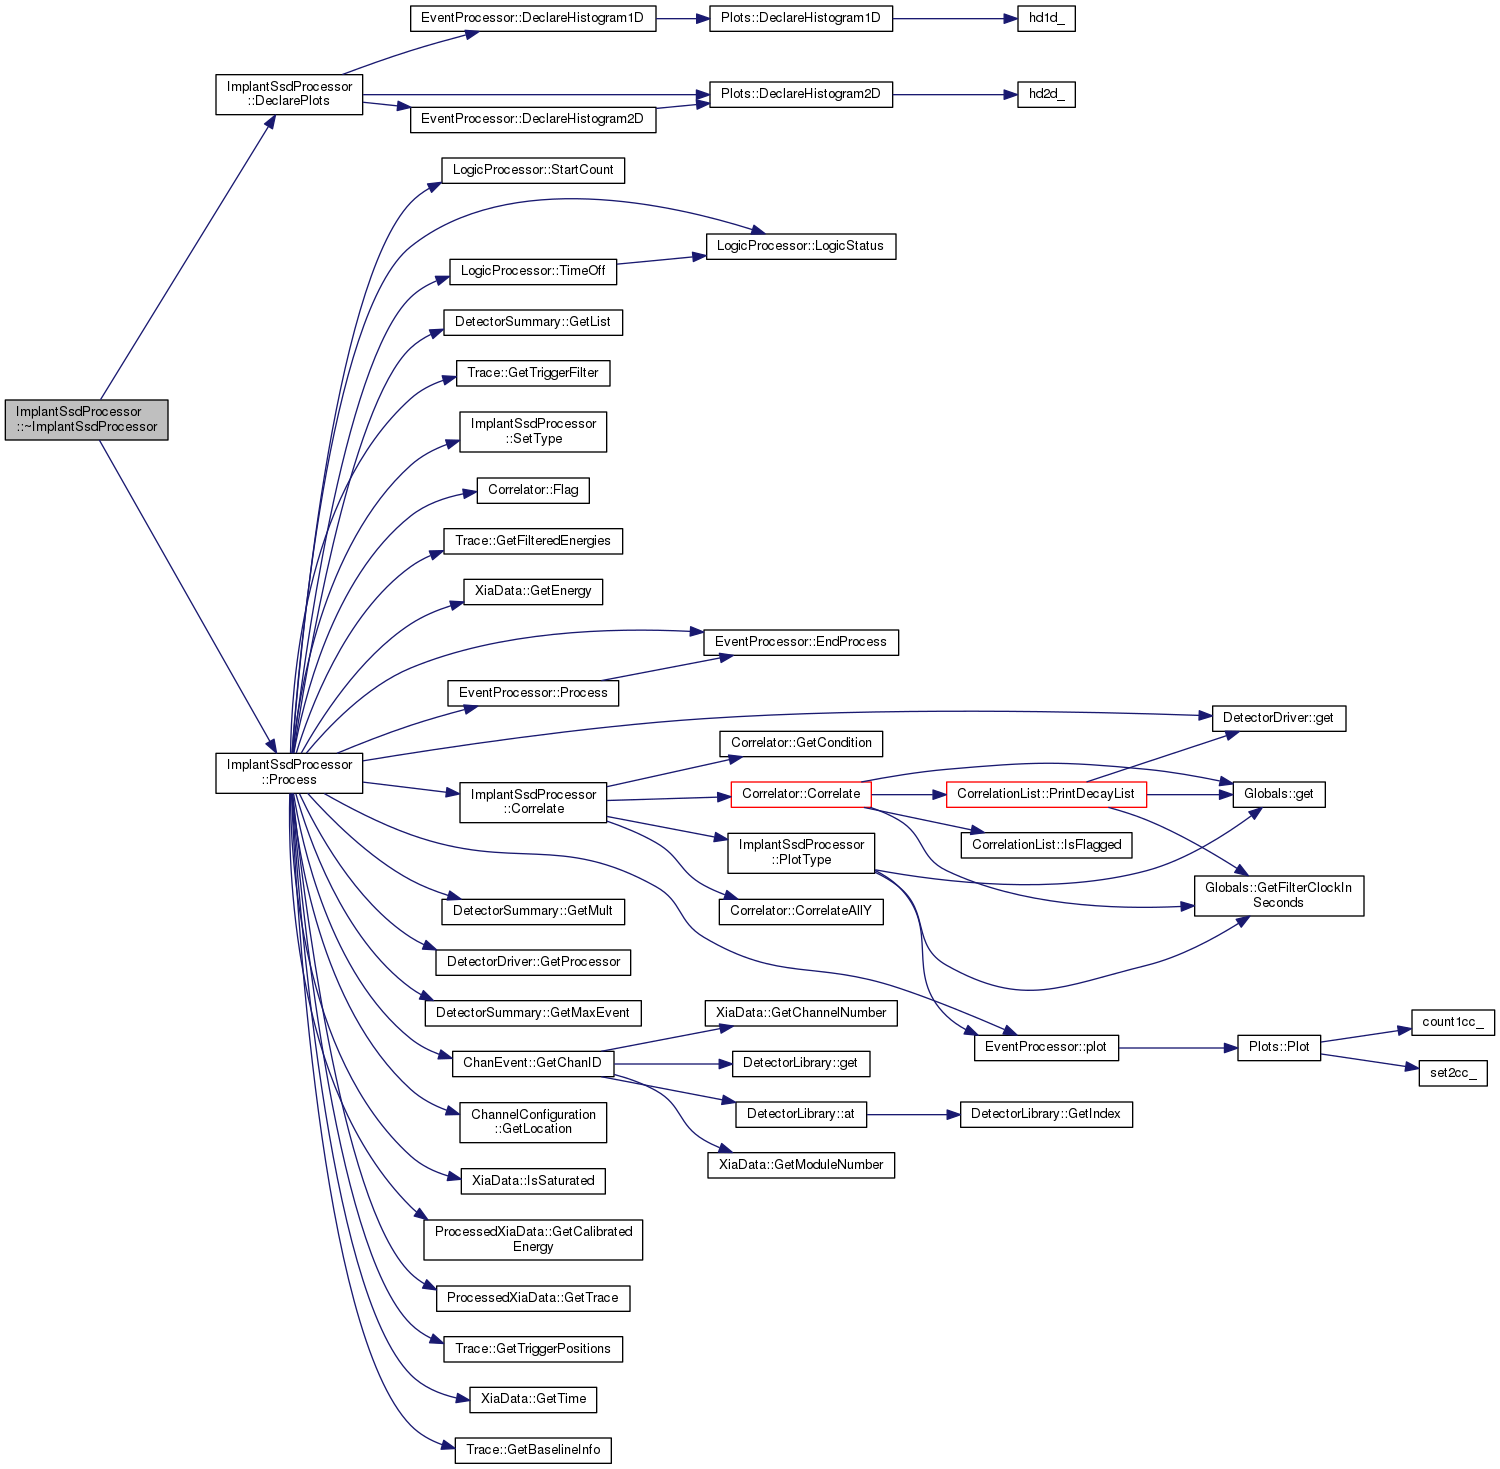 EventProcessor::DeclareHistogram1D
Plots::DeclareHistogram1D
hd1d_
ImplantSsdProcessor
::DeclarePlots
Plots::DeclareHistogram2D
hd2d_
EventProcessor::DeclareHistogram2D
LogicProcessor::StartCount
LogicProcessor::LogicStatus
LogicProcessor::TimeOff
DetectorSummary::GetList
Trace::GetTriggerFilter
ImplantSsdProcessor
::~ImplantSsdProcessor
ImplantSsdProcessor
::SetType
Correlator::Flag
Trace::GetFilteredEnergies
XiaData::GetEnergy
EventProcessor::EndProcess
EventProcessor::Process
DetectorDriver::get
Correlator::GetCondition
ImplantSsdProcessor
::Process
ImplantSsdProcessor
::Correlate
Correlator::Correlate
CorrelationList::PrintDecayList
Globals::get
CorrelationList::IsFlagged
ImplantSsdProcessor
::PlotType
Globals::GetFilterClockIn
Seconds
DetectorSummary::GetMult
Correlator::CorrelateAllY
DetectorDriver::GetProcessor
DetectorSummary::GetMaxEvent
XiaData::GetChannelNumber
count1cc_
EventProcessor::plot
Plots::Plot
ChanEvent::GetChanID
DetectorLibrary::get
set2cc_
ChannelConfiguration
::GetLocation
DetectorLibrary::at
DetectorLibrary::GetIndex
XiaData::GetModuleNumber
XiaData::IsSaturated
ProcessedXiaData::GetCalibrated
Energy
ProcessedXiaData::GetTrace
Trace::GetTriggerPositions
XiaData::GetTime
Trace::GetBaselineInfo